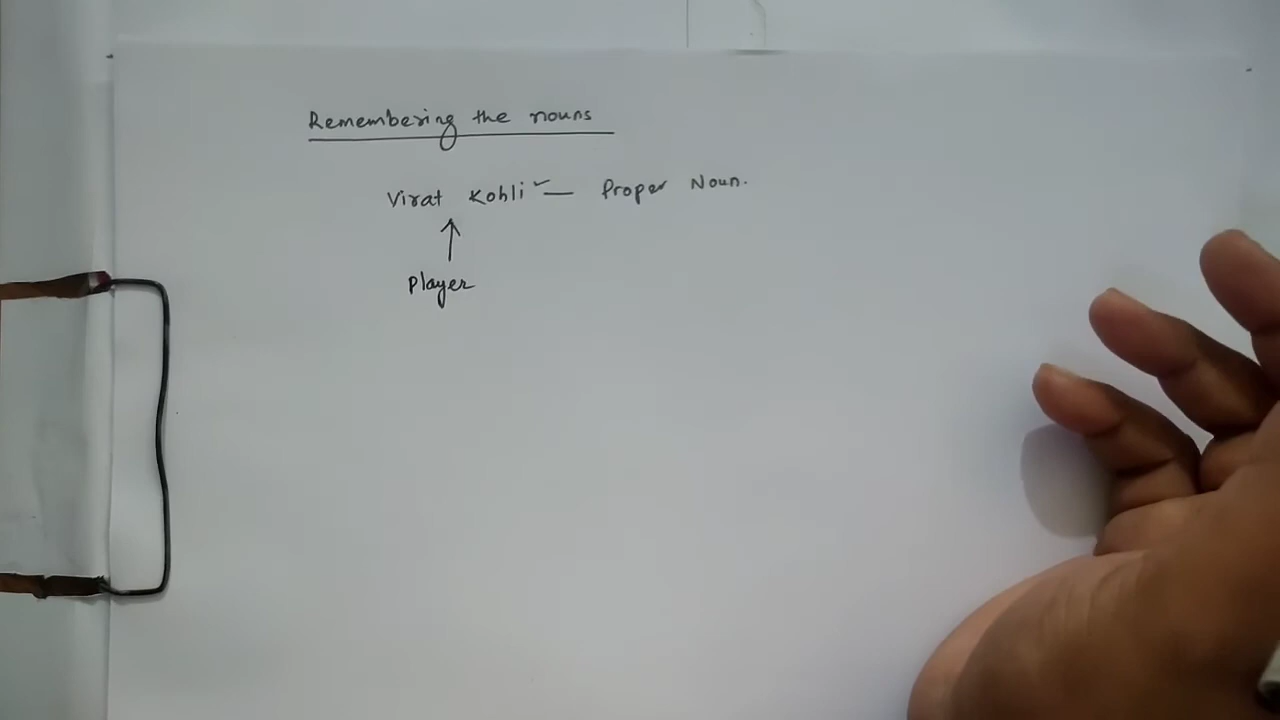 Remembering the nouns
Virat Kohli ✓ — Proper Noun.
↑
Player